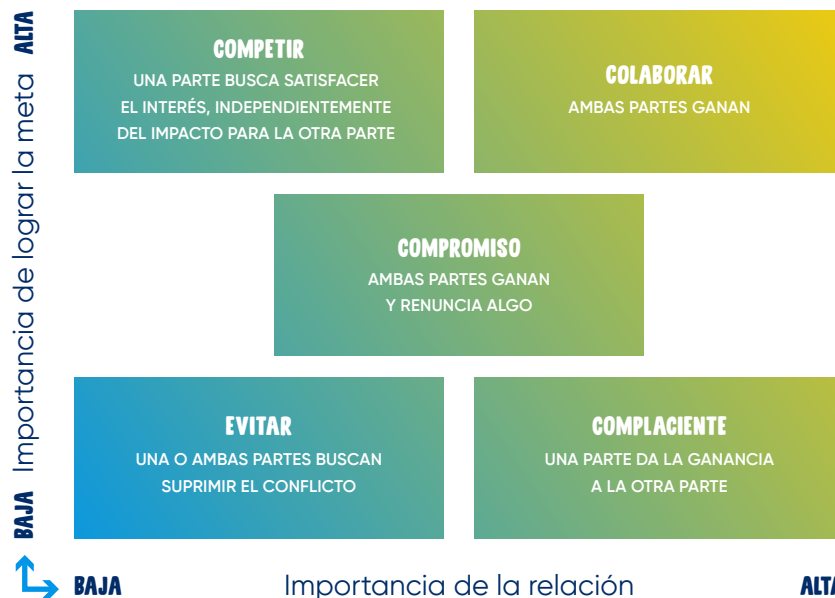 ALTA
Importancia de lograr la meta
BAJA
COMPETIR
UNA PARTE BUSCA SATISFACER
EL INTERÉS, INDEPENDIENTEMENTE
DEL IMPACTO PARA LA OTRA PARTE
COLABORAR
AMBAS PARTES GANAN
COMPROMISO
AMBAS PARTES GANAN
Y RENUNCIA ALGO
EVITAR
UNA O AMBAS PARTES BUSCAN
SUPRIMIR EL CONFLICTO
COMPLACIENTE
UNA PARTE DA LA GANANCIA
A LA OTRA PARTE
BAJA
Importancia de la relación
ALTA